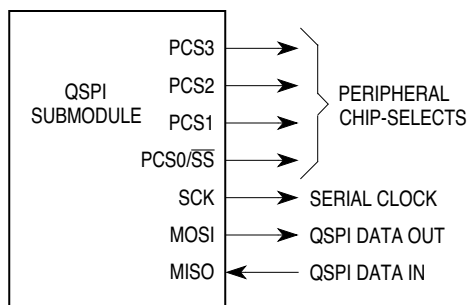 QSPI
SUBMODULE
PCS3
PCS2
PCS1
PCS0/S̅S̅
SCK
MOSI
MISO
PERIPHERAL
CHIP-SELECTS
SERIAL CLOCK
QSPI DATA OUT
QSPI DATA IN